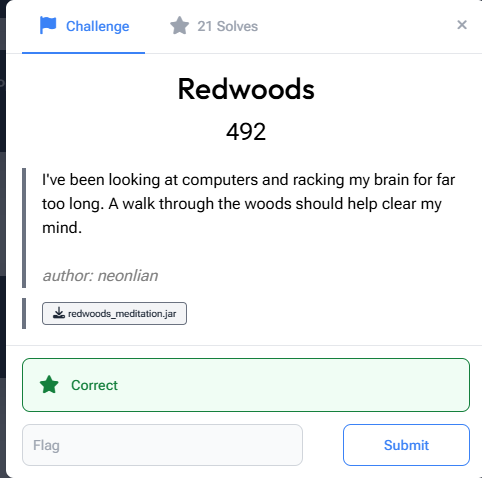 Challenge
21 Solves
×
Redwoods
492
I've been looking at computers and racking my brain for far
too long. A walk through the woods should help clear my
mind.
author: neonlian
redwoods_meditation.jar
Correct
Flag
Submit